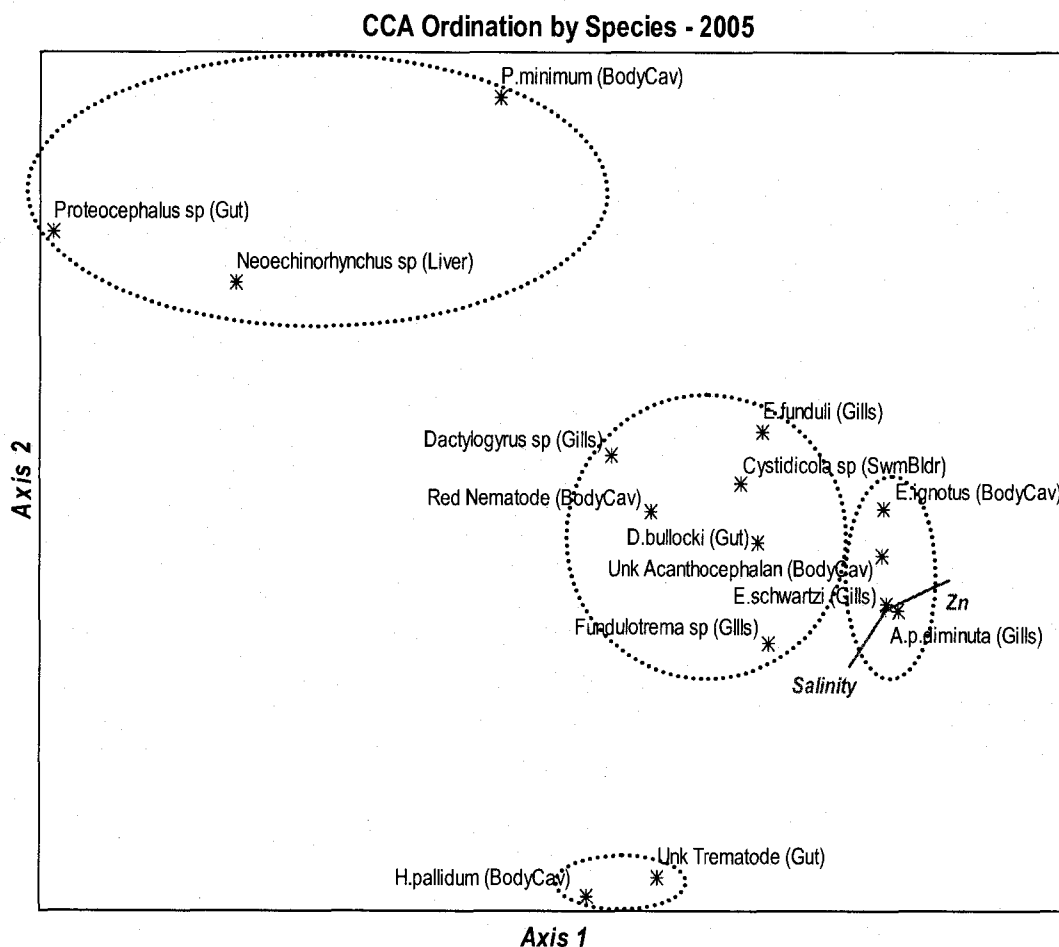 CCA Ordination by Species - 2005
P.minimum (BodyCav)
Proteocephalus sp (Gut)
Neoechinorhynchus sp (Liver)
E.funduli (Gills)
Dactylogyrus sp (Gills)
Cystidicola sp (SwmBldr)
E.ignotus (BodyCav)
Red Nematode (BodyCav)
D.bullocki (Gut)
Unk Acanthocephalan (BodyCav)
E.schwartzi (Gills)
Zn
Fundulotrema sp (GIlls)
A.p.diminuta (Gills)
Salinity
Unk Trematode (Gut)
H.pallidum (BodyCav)
Axis 2
Axis 1